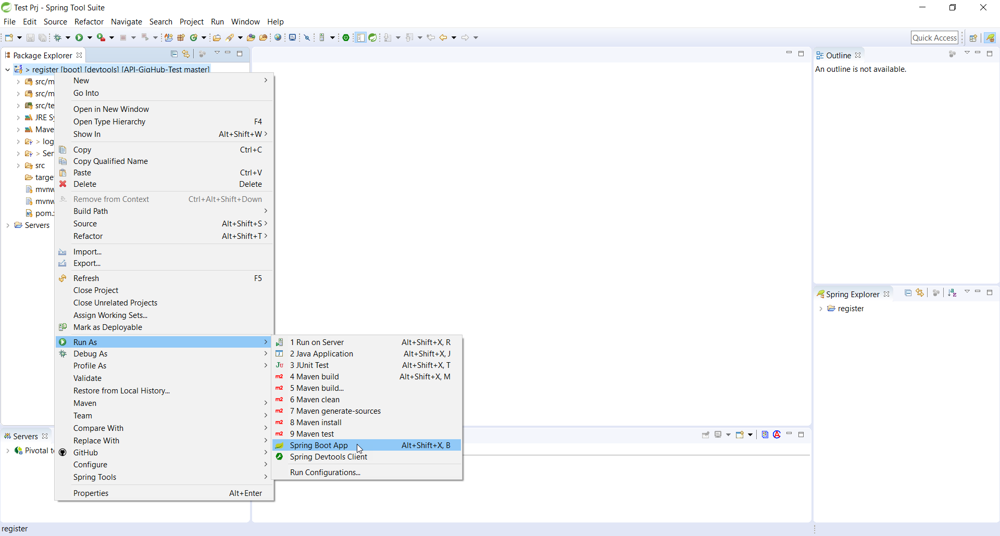 Test Prj - Spring Tool Suite
File Edit Source Refactor Navigate Search Project Run Window Help
Quick Access
Package Explorer
> register [boot] [devtools] [API-GigHub-Test master]
src/m
src/m
src/te
JRE Sy
Mave
> log
> Ser
src
targe
mvnw
mvnw
pom.x
Servers
New
Go Into
Open in New Window
Open Type Hierarchy F4
Show In Alt+Shift+W
Copy Ctrl+C
Copy Qualified Name
Paste Ctrl+V
Delete Delete
Remove from Context Ctrl+Alt+Shift+Down
Build Path
Source Alt+Shift+S
Refactor Alt+Shift+T
Import...
Export...
Refresh F5
Close Project
Close Unrelated Projects
Assign Working Sets...
Mark as Deployable
Run As
Debug As
Profile As
Validate
Restore from Local History...
Maven
Team
Compare With
Replace With
GitHub
Configure
Spring Tools
Properties Alt+Enter
1 Run on Server Alt+Shift+X, R
2 Java Application Alt+Shift+X, J
3 JUnit Test Alt+Shift+X, T
4 Maven build Alt+Shift+X, M
5 Maven build...
6 Maven clean
7 Maven generate-sources
8 Maven install
9 Maven test
Spring Boot App Alt+Shift+X, B
Spring Devtools Client
Run Configurations...
Outline
An outline is not available.
Spring Explorer
register
Servers
Pivotal t
register